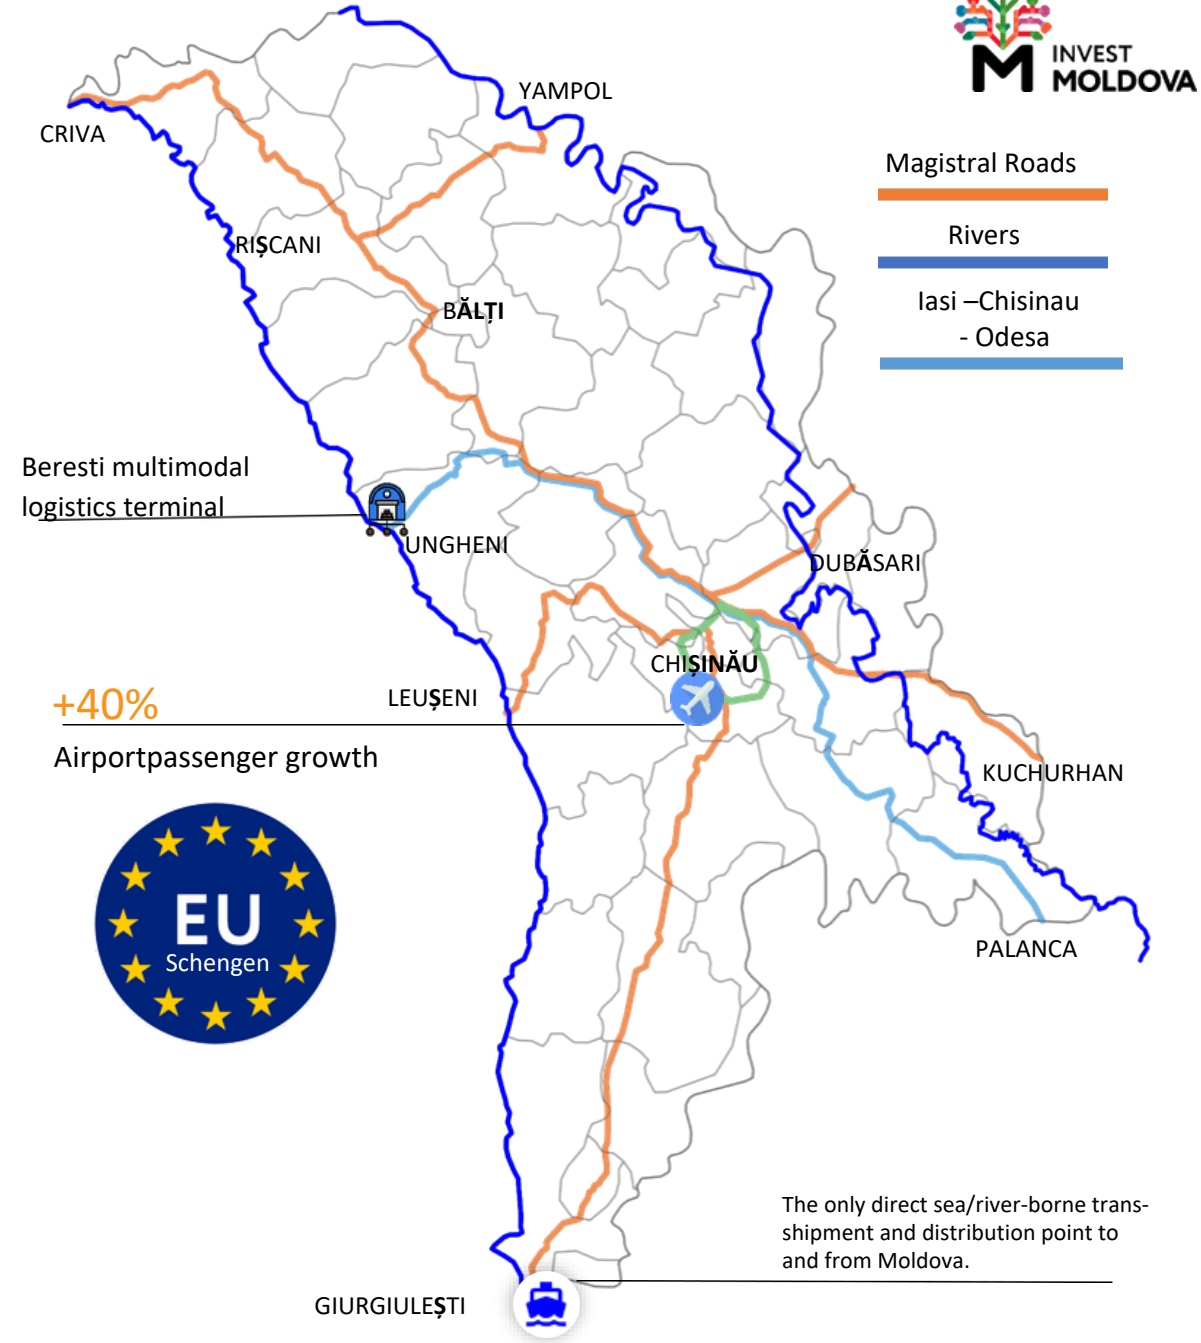 INVEST
MOLDOVA
YAMPOL
CRIVA
Magistral Roads
Rivers
Iasi –Chisinau
- Odesa
RIȘCANI
BĂLȚI
Beresti multimodal
logistics terminal
UNGHENI
DUBĂSARI
CHIȘINĂU
LEUȘENI
+40%
Airportpassenger growth
KUCHURHAN
EU
Schengen
PALANCA
The only direct sea/river-borne trans-
shipment and distribution point to
and from Moldova.
GIURGIULEȘTI